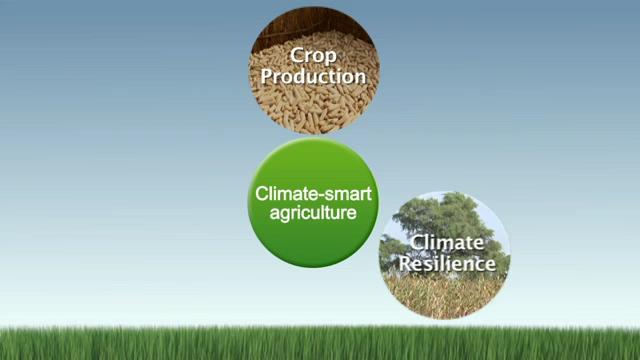 Crop
Production
Climate-smart
agriculture
Climate
Resilience